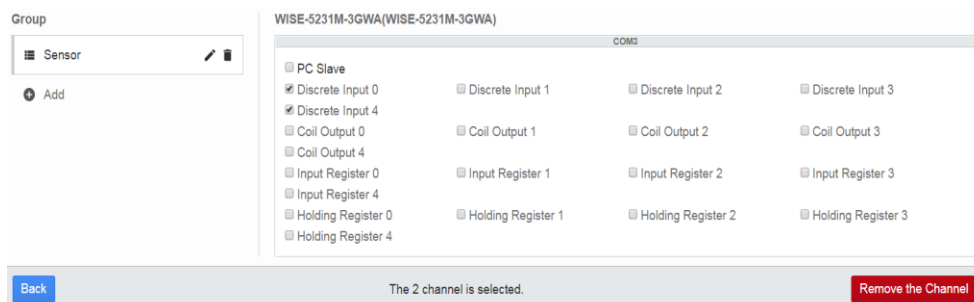 Group
WISE-5231M-3GWA(WISE-5231M-3GWA)
Sensor
Add
COM3
PC Slave
Discrete Input 0 Discrete Input 1 Discrete Input 2 Discrete Input 3
Discrete Input 4
Coil Output 0 Coil Output 1 Coil Output 2 Coil Output 3
Coil Output 4
Input Register 0 Input Register 1 Input Register 2 Input Register 3
Input Register 4
Holding Register 0 Holding Register 1 Holding Register 2 Holding Register 3
Holding Register 4
Back The 2 channel is selected. Remove the Channel